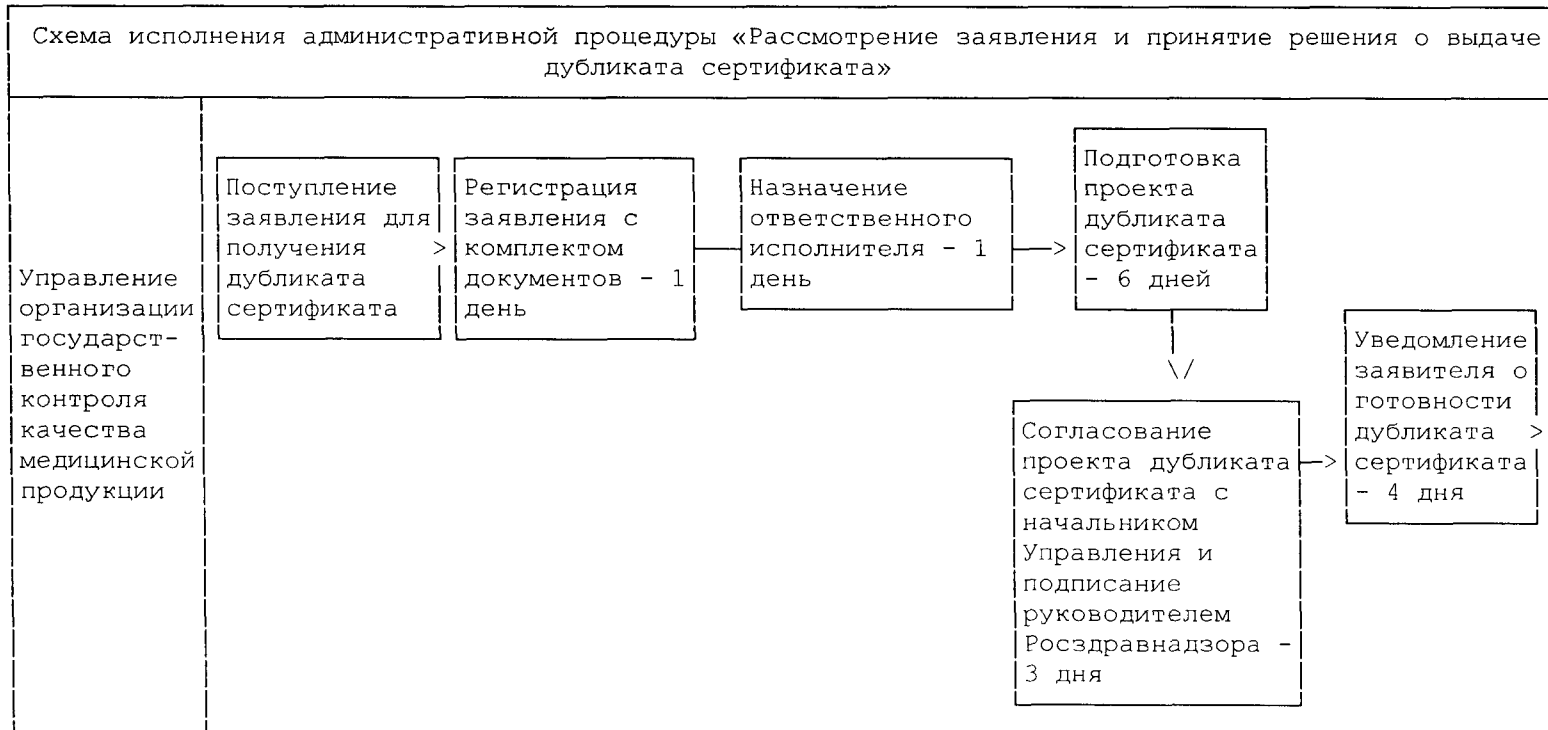 Схема исполнения административной процедуры «Рассмотрение заявления и принятие решения о выдаче
дубликата сертификата»
Управление
организации
государст-
венного
контроля
качества
медицинской
продукции
Поступление
заявления для
получения >
дубликата
сертификата
Регистрация
заявления с
комплектом
документов - 1
день
Назначение
ответственного
исполнителя - 1
день
>
Подготовка
проекта
дубликата
сертификата
- 6 дней
\/
Согласование
проекта дубликата
сертификата с
начальником
Управления и
подписание
руководителем
Росздравнадзора -
3 дня
>
Уведомление
заявителя о
готовности
дубликата >
сертификата
- 4 дня